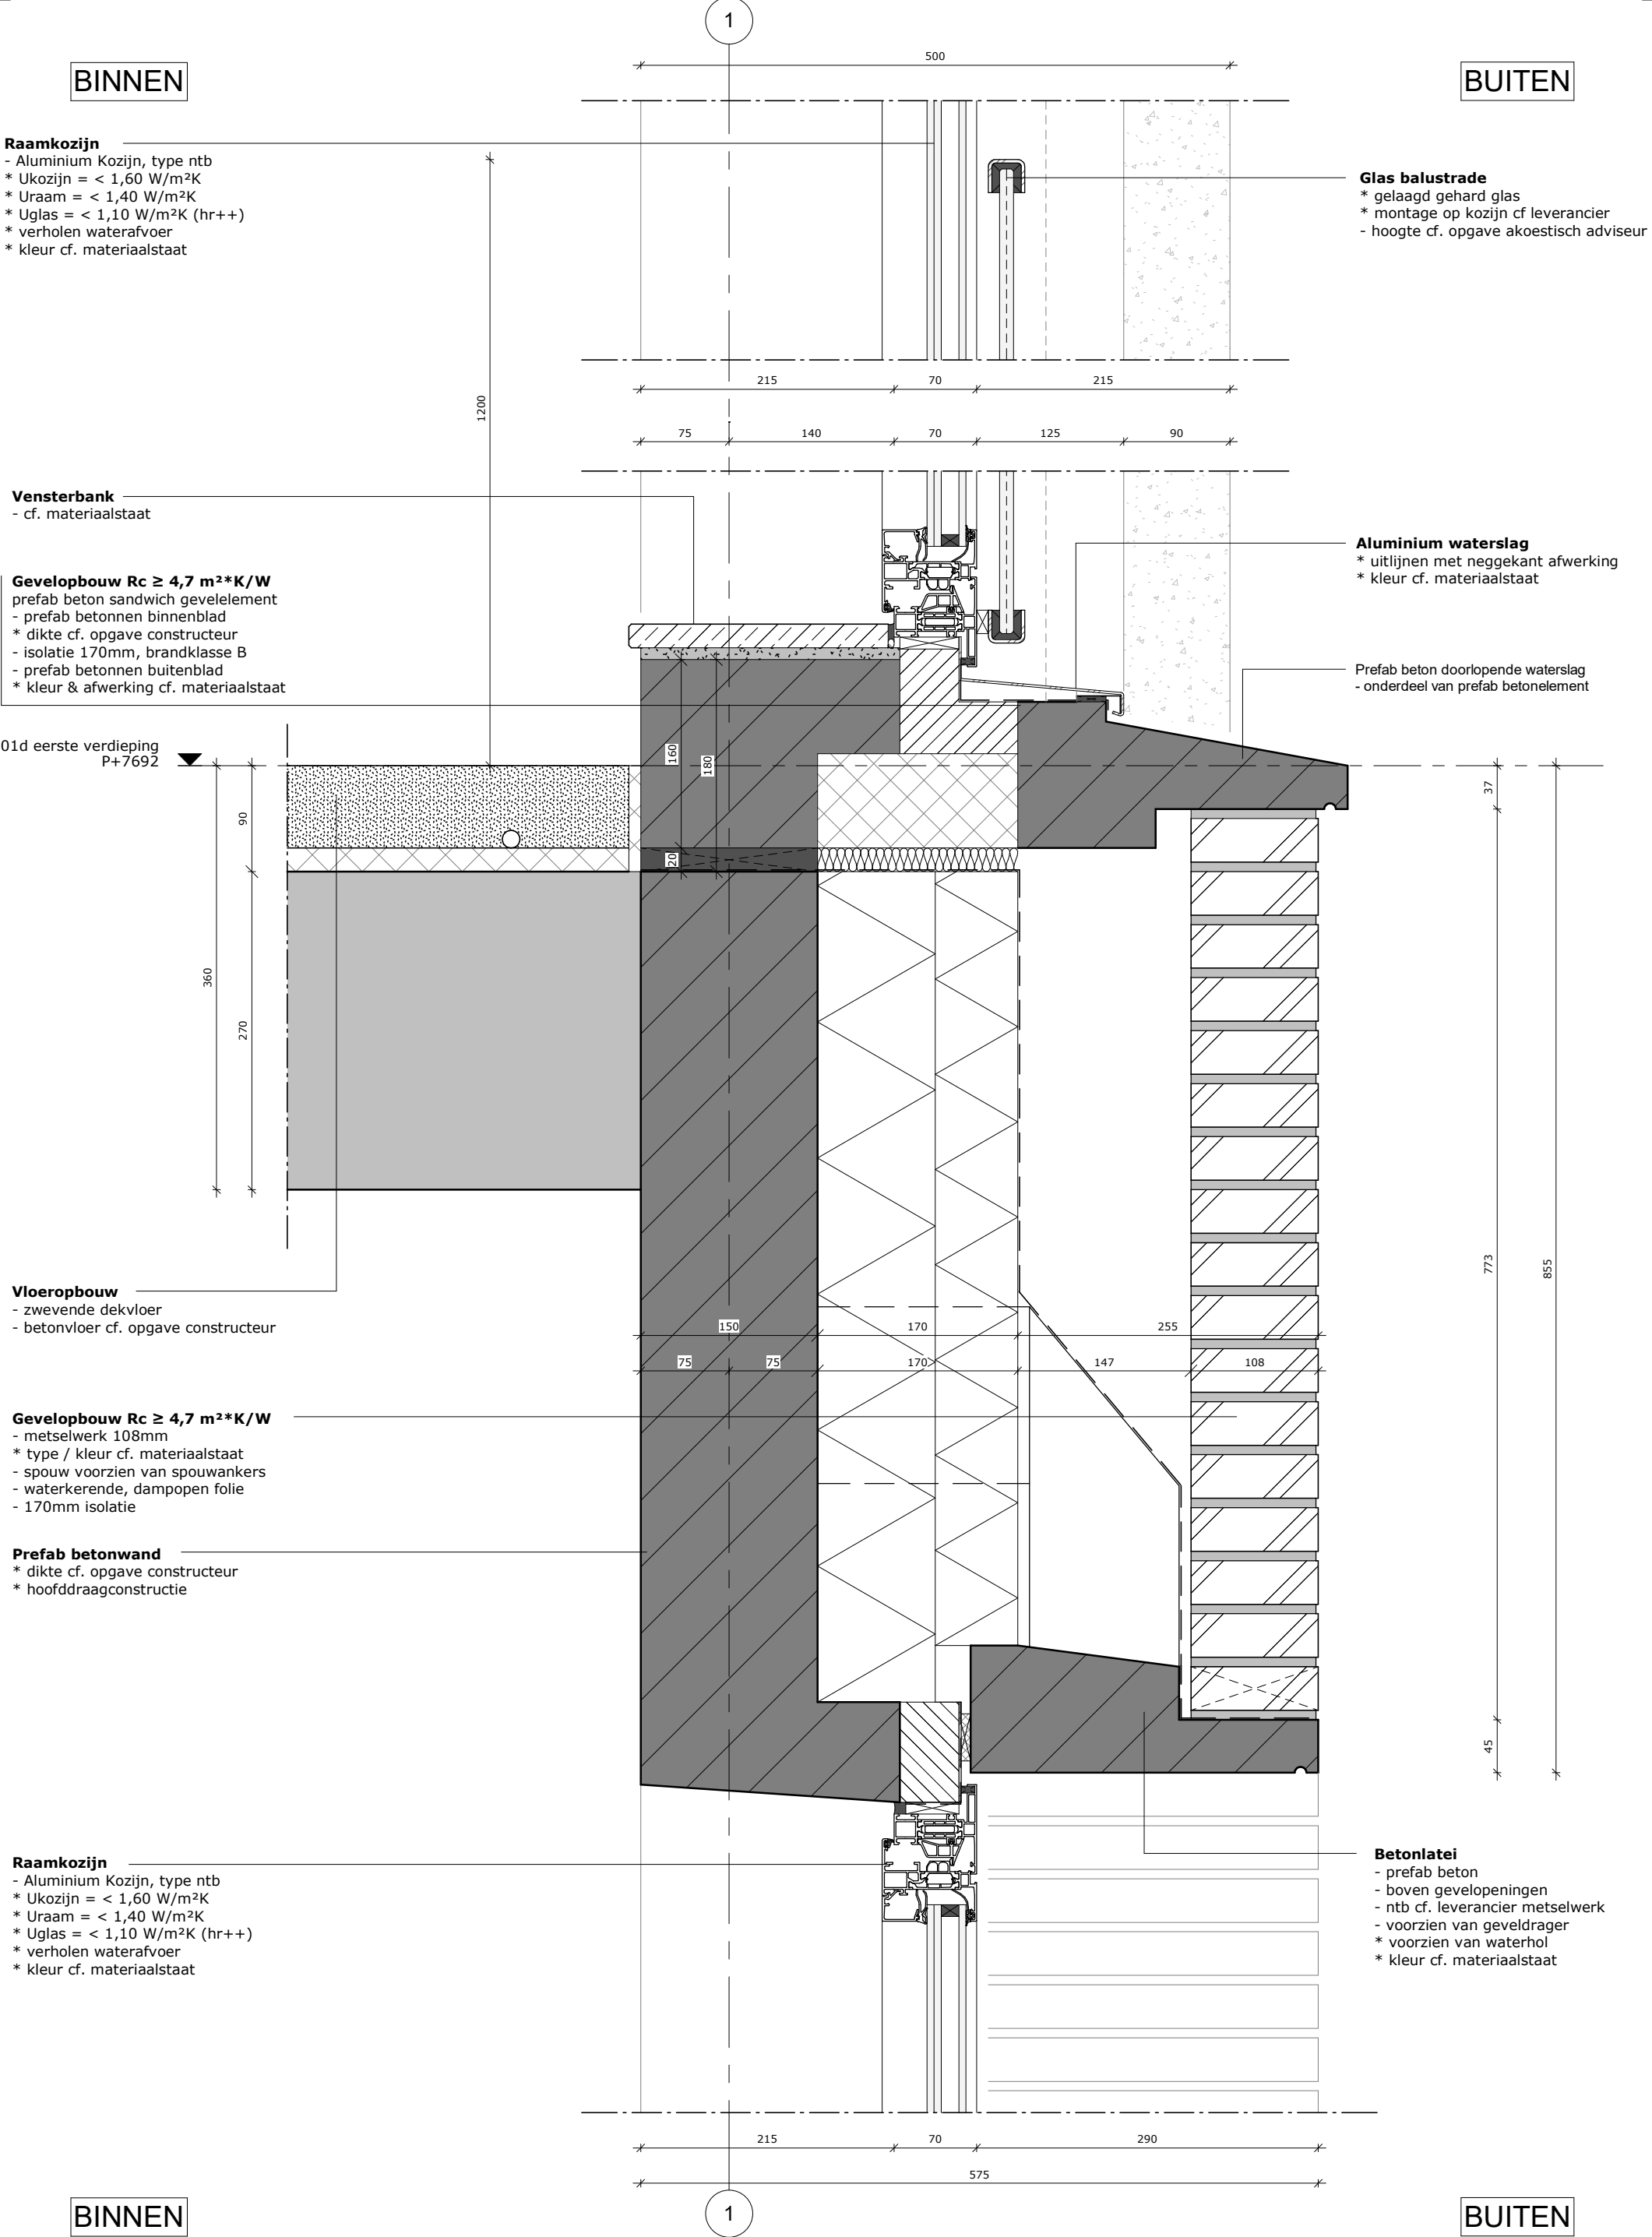 1
BINNEN
BUITEN
500
Raamkozijn
- Aluminium Kozijn, type ntb
* Ukozijn = < 1,60 W/m²K
* Uraam = < 1,40 W/m²K
* Uglas = < 1,10 W/m²K (hr++)
* verholen waterafvoer
* kleur cf. materiaalstaat
Glas balustrade
* gelaagd gehard glas
* montage op kozijn cf leverancier
- hoogte cf. opgave akoestisch adviseur
215 70 215
1200
75 140 70 125 90
Vensterbank
- cf. materiaalstaat
Aluminium waterslag
* uitlijnen met neggekant afwerking
* kleur cf. materiaalstaat
Gevelopbouw Rc ≥ 4,7 m²*K/W
prefab beton sandwich gevelelement
- prefab betonnen binnenblad
* dikte cf. opgave constructeur
- isolatie 170mm, brandklasse B
- prefab betonnen buitenblad
* kleur & afwerking cf. materiaalstaat
Prefab beton doorlopende waterslag
- onderdeel van prefab betonelement
01d eerste verdieping
P+7692
160
180
20
90
37
360
270
773
855
Vloeropbouw
- zwevende dekvloer
- betonvloer cf. opgave constructeur
150 170 255
75 75 170 147 108
Gevelopbouw Rc ≥ 4,7 m²*K/W
- metselwerk 108mm
* type / kleur cf. materiaalstaat
- spouw voorzien van spouwankers
- waterkerende, dampopen folie
- 170mm isolatie
Prefab betonwand
* dikte cf. opgave constructeur
* hoofddraagconstructie
45
Raamkozijn
- Aluminium Kozijn, type ntb
* Ukozijn = < 1,60 W/m²K
* Uraam = < 1,40 W/m²K
* Uglas = < 1,10 W/m²K (hr++)
* verholen waterafvoer
* kleur cf. materiaalstaat
Betonlatei
- prefab beton
- boven gevelopeningen
- ntb cf. leverancier metselwerk
- voorzien van geveldrager
* voorzien van waterhol
* kleur cf. materiaalstaat
215 70 290
575
BINNEN
1
BUITEN